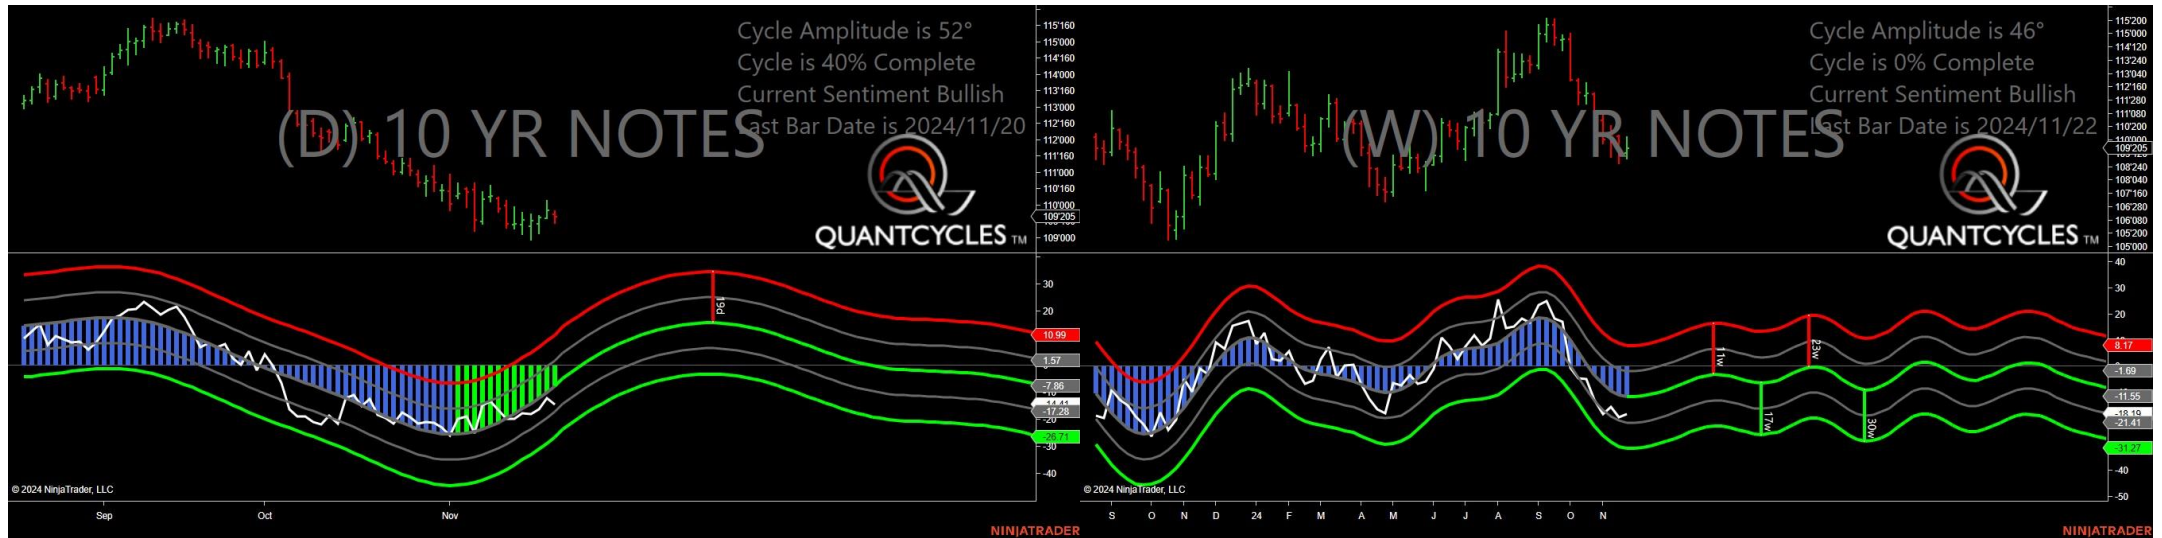 Cycle Amplitude is 52°
Cycle is 40% Complete
Current Sentiment Bullish
Last Bar Date is 2024/11/20
(D) 10 YR NOTES
QUANTCYCLES TM
115'160
115'000
114'160
114'000
113'160
113'000
112'160
112'000
111'160
111'000
110'160
110'000
109'205
109'000
19d
30
20
10.99
1.57
-7.86
-14.41
-17.28
-20
-26.71
-30
-40
© 2024 NinjaTrader, LLC
Sep Oct Nov
NINJATRADER
Cycle Amplitude is 46°
Cycle is 0% Complete
Current Sentiment Bullish
Last Bar Date is 2024/11/22
(W) 10 YR NOTES
QUANTCYCLES TM
115'200
115'000
114'120
113'240
113'040
112'160
111'280
110'200
110'000
109'205
108'240
108'040
107'160
106'280
106'080
105'200
105'000
11w
23w
17w
30w
40
30
20
8.17
-1.69
-11.55
-18.19
-21.41
-31.27
-40
-50
© 2024 NinjaTrader, LLC
S O N D 24 F M A M J J A S O N
NINJATRADER